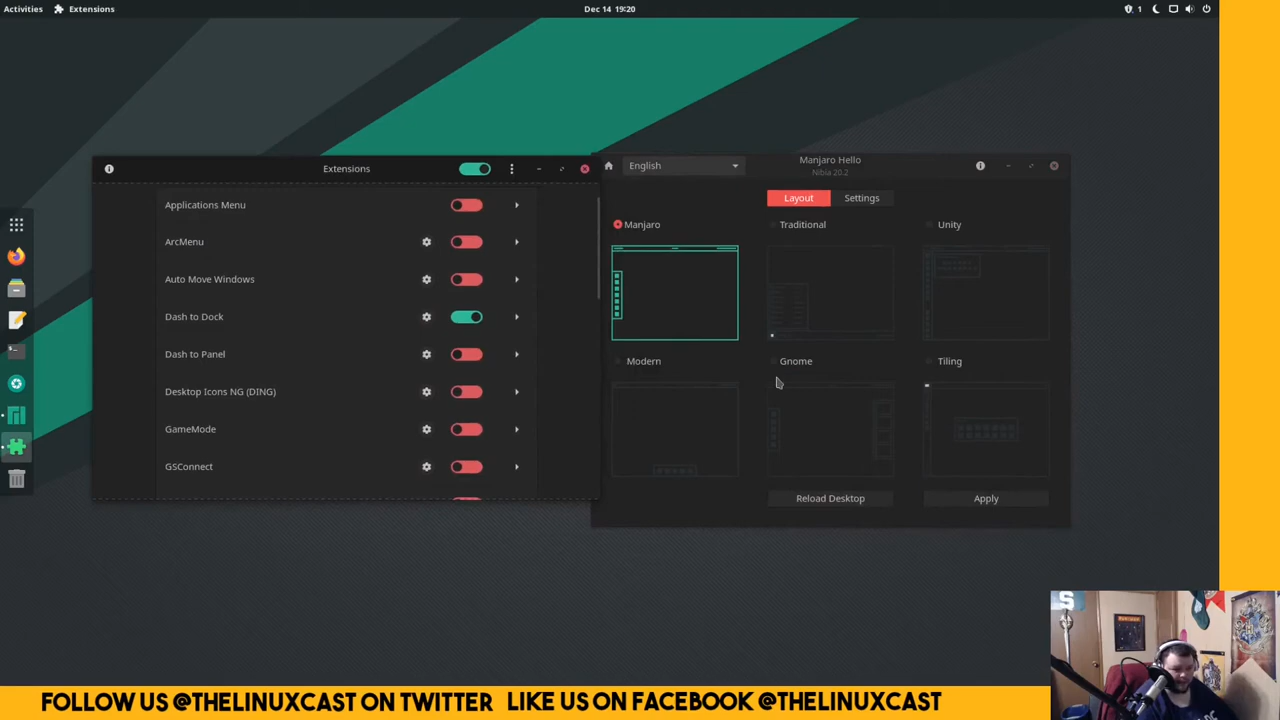 Activities Extensions Dec 14 19:20 1
Extensions
Applications Menu
ArcMenu
Auto Move Windows
Dash to Dock
Dash to Panel
Desktop Icons NG (DING)
GameMode
GSConnect
English
Manjaro Hello
Nibia 20.2
Layout Settings
Manjaro Traditional Unity
Modern Gnome Tiling
Reload Desktop Apply
S
FOLLOW US @THELINUXCAST ON TWITTER LIKE US ON FACEBOOK @THELINUXCAST